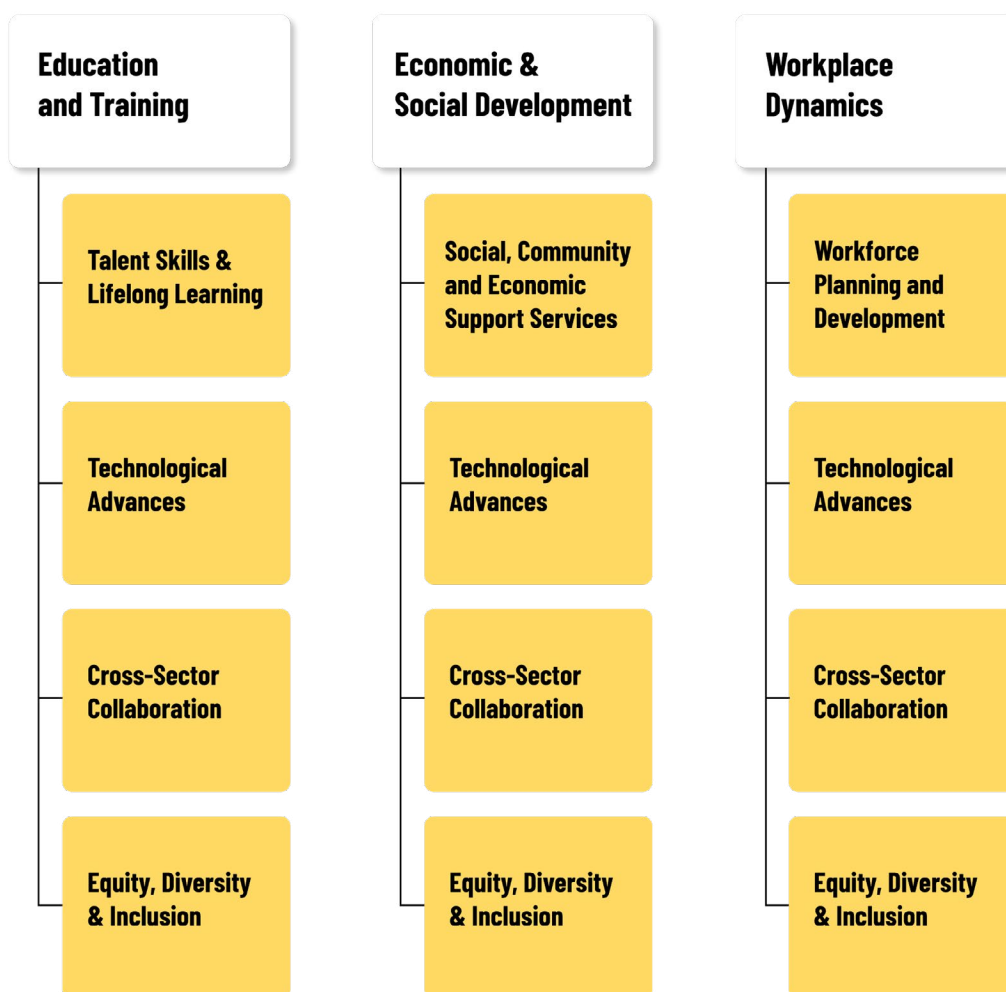 Education
and Training
Talent Skills &
Lifelong Learning
Technological
Advances
Cross-Sector
Collaboration
Equity, Diversity
& Inclusion
Economic &
Social Development
Social, Community
and Economic
Support Services
Technological
Advances
Cross-Sector
Collaboration
Equity, Diversity
& Inclusion
Workplace
Dynamics
Workforce
Planning and
Development
Technological
Advances
Cross-Sector
Collaboration
Equity, Diversity
& Inclusion